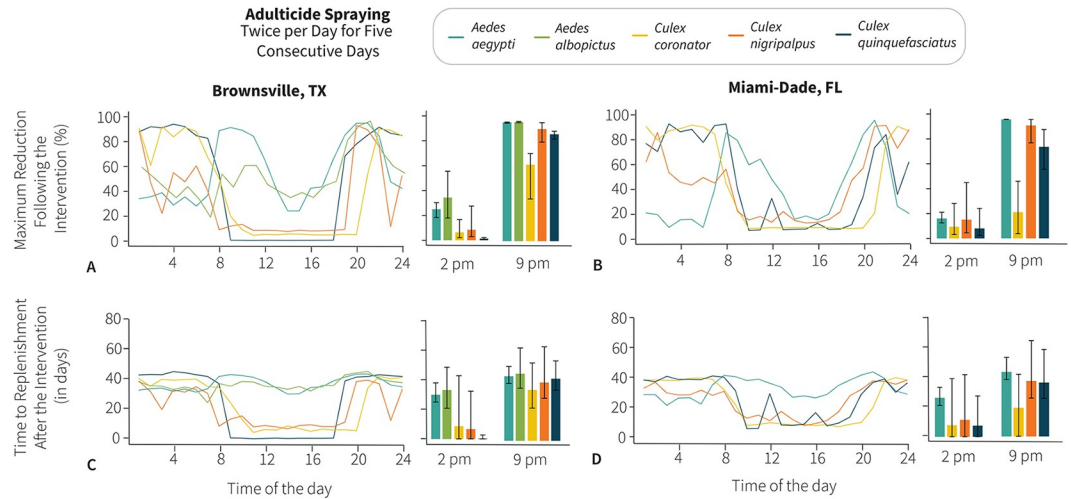 Adulticide Spraying
Twice per Day for Five
Consecutive Days
Aedes
aegypti
Aedes
albopictus
Culex
coronator
Culex
nigripalpus
Culex
quinquefasciatus
Brownsville, TX
Miami-Dade, FL
Maximum Reduction
Following the
Intervention (%)
100
80
60
40
20
0
4
8
12
16
20
24
2 pm
9 pm
A
100
80
60
40
20
0
4
8
12
16
20
24
2 pm
9 pm
B
Time to Replenishment
After the Intervention
(in days)
80
60
40
20
0
4
8
12
16
20
24
2 pm
9 pm
C
80
60
40
20
0
4
8
12
16
20
24
2 pm
9 pm
D
Time of the day
Time of the day